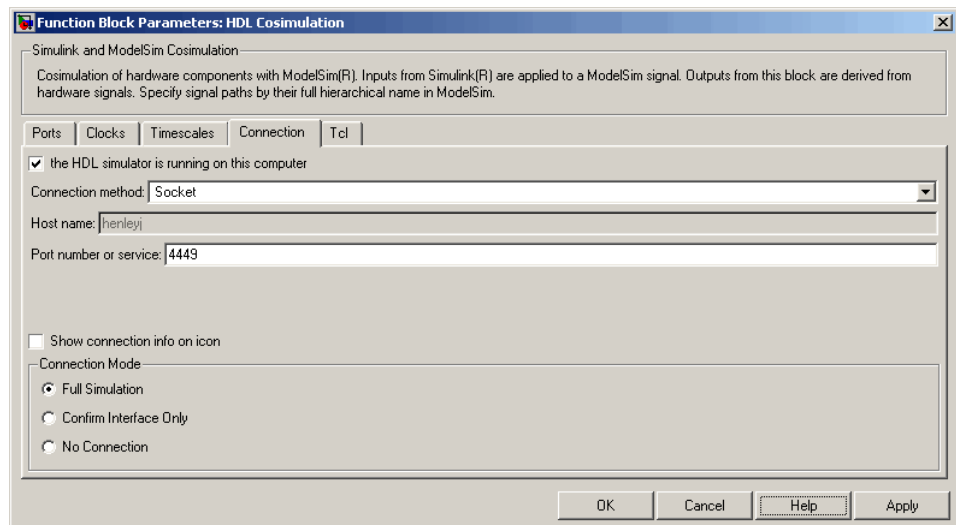 Function Block Parameters: HDL Cosimulation
Simulink and ModelSim Cosimulation
Cosimulation of hardware components with ModelSim(R). Inputs from Simulink(R) are applied to a ModelSim signal. Outputs from this block are derived from
hardware signals. Specify signal paths by their full hierarchical name in ModelSim.
Ports Clocks Timescales Connection Tcl
the HDL simulator is running on this computer
Connection method: Socket
Host name: henleyj
Port number or service: 4449
Show connection info on icon
Connection Mode
Full Simulation
Confirm Interface Only
No Connection
OK Cancel Help Apply